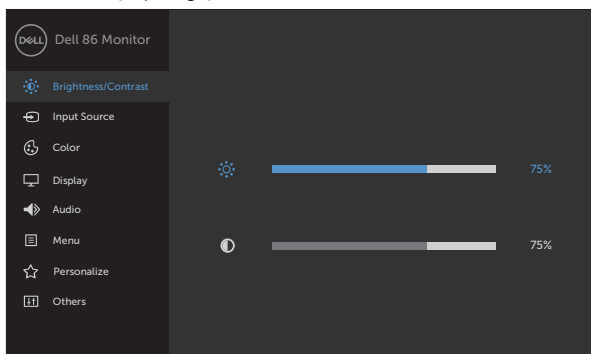 DELL Dell 86 Monitor
Brightness/Contrast
Input Source
Color
Display
Audio
Menu
Personalize
Others
75%
75%